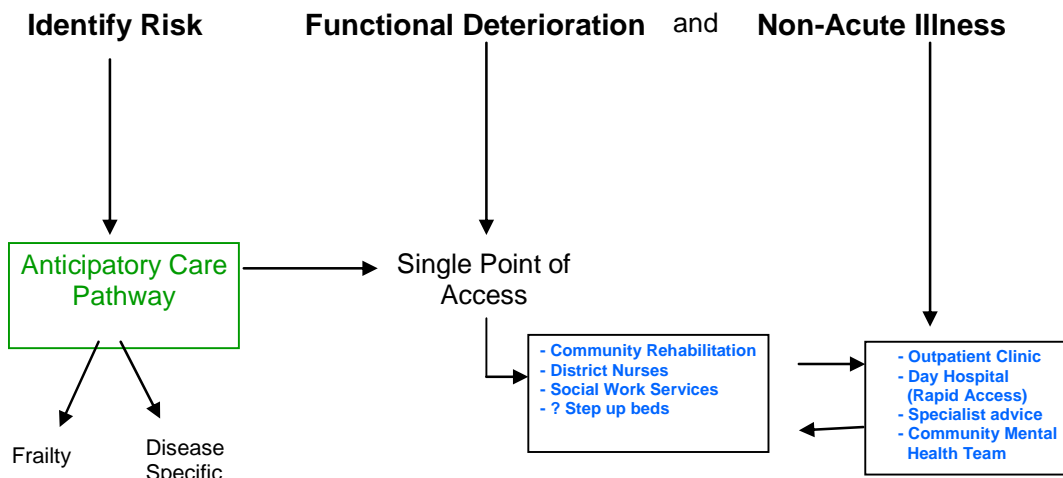 Identify Risk
Functional Deterioration and Non-Acute Illness
Anticipatory Care
Pathway
Single Point of
Access
- Community Rehabilitation
- District Nurses
- Social Work Services
- ? Step up beds
- Outpatient Clinic
- Day Hospital
(Rapid Access)
- Specialist advice
- Community Mental
Health Team
Frailty
Disease
Specific